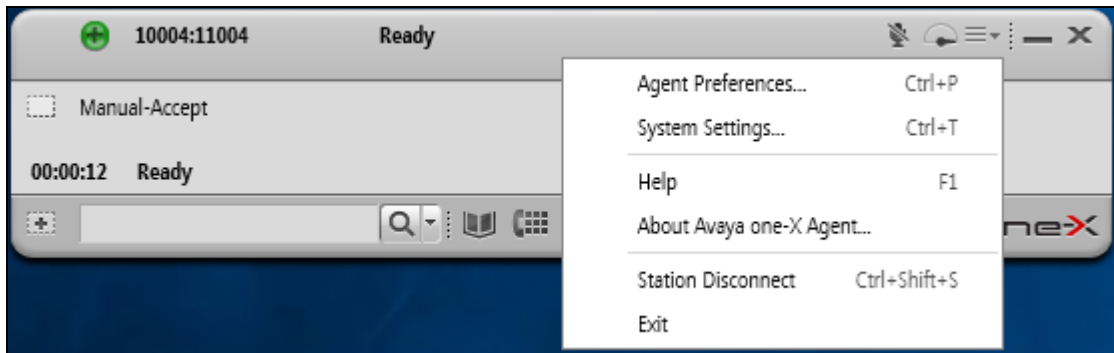 10004:11004 Ready
Manual-Accept
00:00:12 Ready
Agent Preferences... Ctrl+P
System Settings... Ctrl+T
Help F1
About Avaya one-X Agent...
Station Disconnect Ctrl+Shift+S
Exit
ne-X